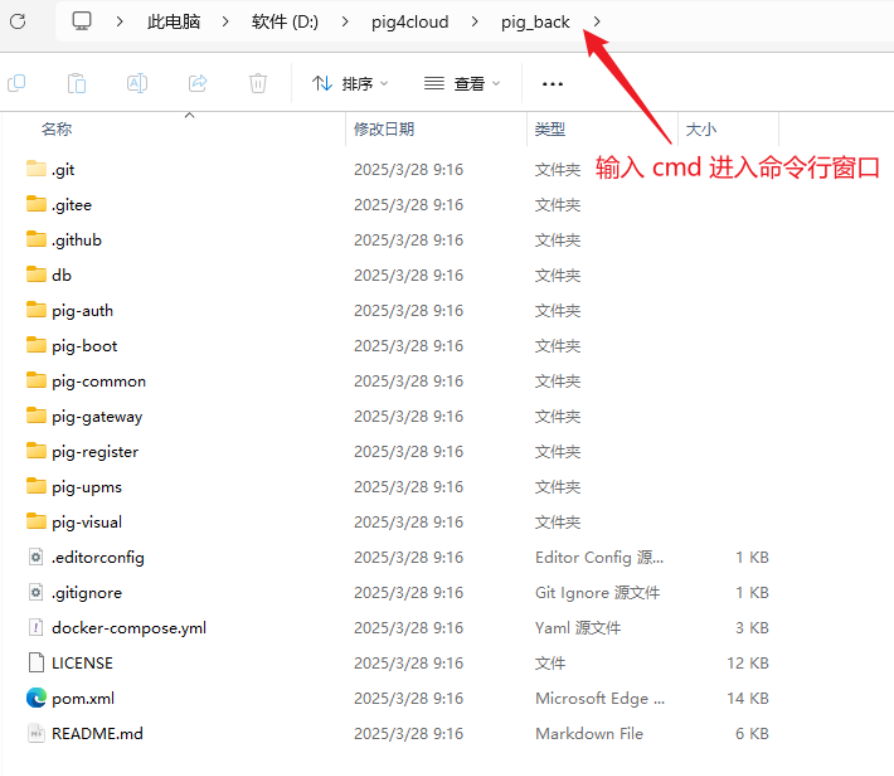 此电脑 > 软件 (D:) > pig4cloud > pig_back >
排序 查看 ...
名称 修改日期 类型 大小
输入 cmd 进入命令行窗口
.git 2025/3/28 9:16 文件夹
.gitee 2025/3/28 9:16 文件夹
.github 2025/3/28 9:16 文件夹
db 2025/3/28 9:16 文件夹
pig-auth 2025/3/28 9:16 文件夹
pig-boot 2025/3/28 9:16 文件夹
pig-common 2025/3/28 9:16 文件夹
pig-gateway 2025/3/28 9:16 文件夹
pig-register 2025/3/28 9:16 文件夹
pig-upms 2025/3/28 9:16 文件夹
pig-visual 2025/3/28 9:16 文件夹
.editorconfig 2025/3/28 9:16 Editor Config 源... 1 KB
.gitignore 2025/3/28 9:16 Git Ignore 源文件 1 KB
docker-compose.yml 2025/3/28 9:16 Yaml 源文件 3 KB
LICENSE 2025/3/28 9:16 文件 12 KB
pom.xml 2025/3/28 9:16 Microsoft Edge ... 14 KB
README.md 2025/3/28 9:16 Markdown File 6 KB